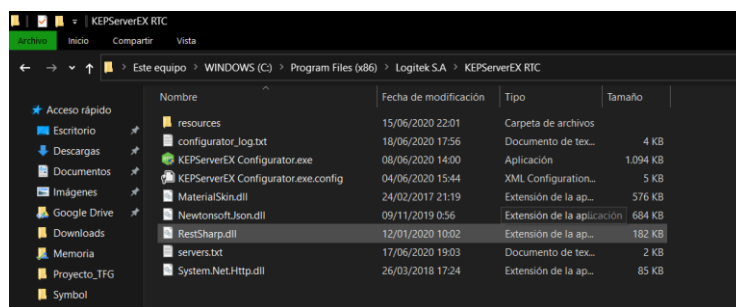 KEPServerEX RTC
Archivo Inicio Compartir Vista
Este equipo > WINDOWS (C:) > Program Files (x86) > Logitek S.A > KEPServerEX RTC
Nombre Fecha de modificación Tipo Tamaño
Acceso rápido
Escritorio
Descargas
Documentos
Imágenes
Google Drive
Downloads
Memoria
Proyecto_TFG
Symbol
resources 15/06/2020 22:01 Carpeta de archivos
configurator_log.txt 18/06/2020 17:56 Documento de tex... 4 KB
KEPServerEX Configurator.exe 08/06/2020 14:00 Aplicación 1.094 KB
KEPServerEX Configurator.exe.config 04/06/2020 15:44 XML Configuration... 5 KB
MaterialSkin.dll 24/02/2017 21:19 Extensión de la ap... 576 KB
Newtonsoft.Json.dll 09/11/2019 0:56 Extensión de la aplicación 684 KB
RestSharp.dll 12/01/2020 10:02 Extensión de la ap... 182 KB
servers.txt 17/06/2020 19:03 Documento de tex... 2 KB
System.Net.Http.dll 26/03/2018 17:24 Extensión de la ap... 85 KB